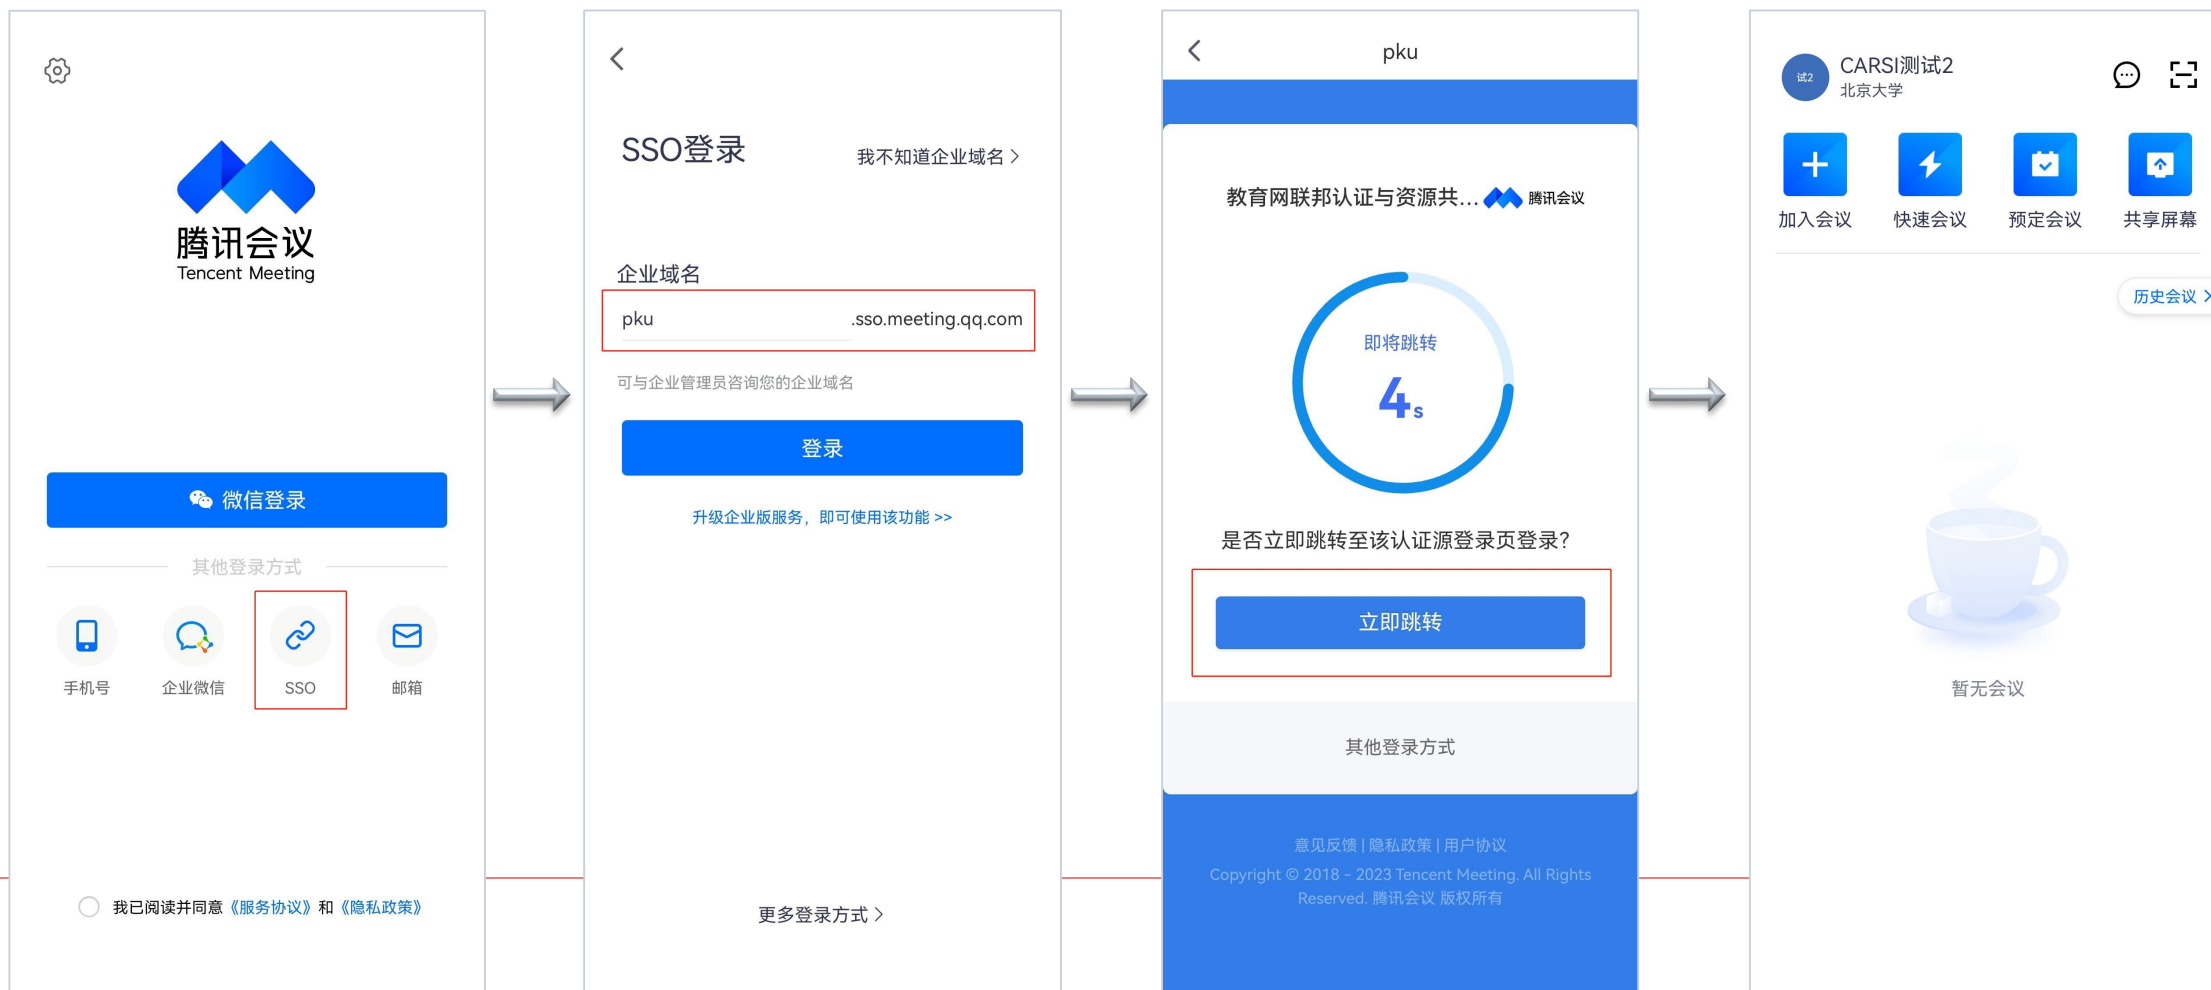 腾讯会议
Tencent Meeting
微信登录
其他登录方式
手机号
企业微信
SSO
邮箱
我已阅读并同意《服务协议》和《隐私政策》
SSO登录
我不知道企业域名 >
企业域名
pku .sso.meeting.qq.com
可与企业管理员咨询您的企业域名
登录
升级企业版服务，即可使用该功能 >>
更多登录方式 >
pku
教育网联邦认证与资源共... 腾讯会议
即将跳转
4s
是否立即跳转至该认证源登录页登录?
立即跳转
其他登录方式
意见反馈 | 隐私政策 | 用户协议
Copyright © 2018 - 2023 Tencent Meeting. All Rights
Reserved. 腾讯会议 版权所有
试2
CARSI测试2
北京大学
加入会议
快速会议
预定会议
共享屏幕
历史会议 >
暂无会议